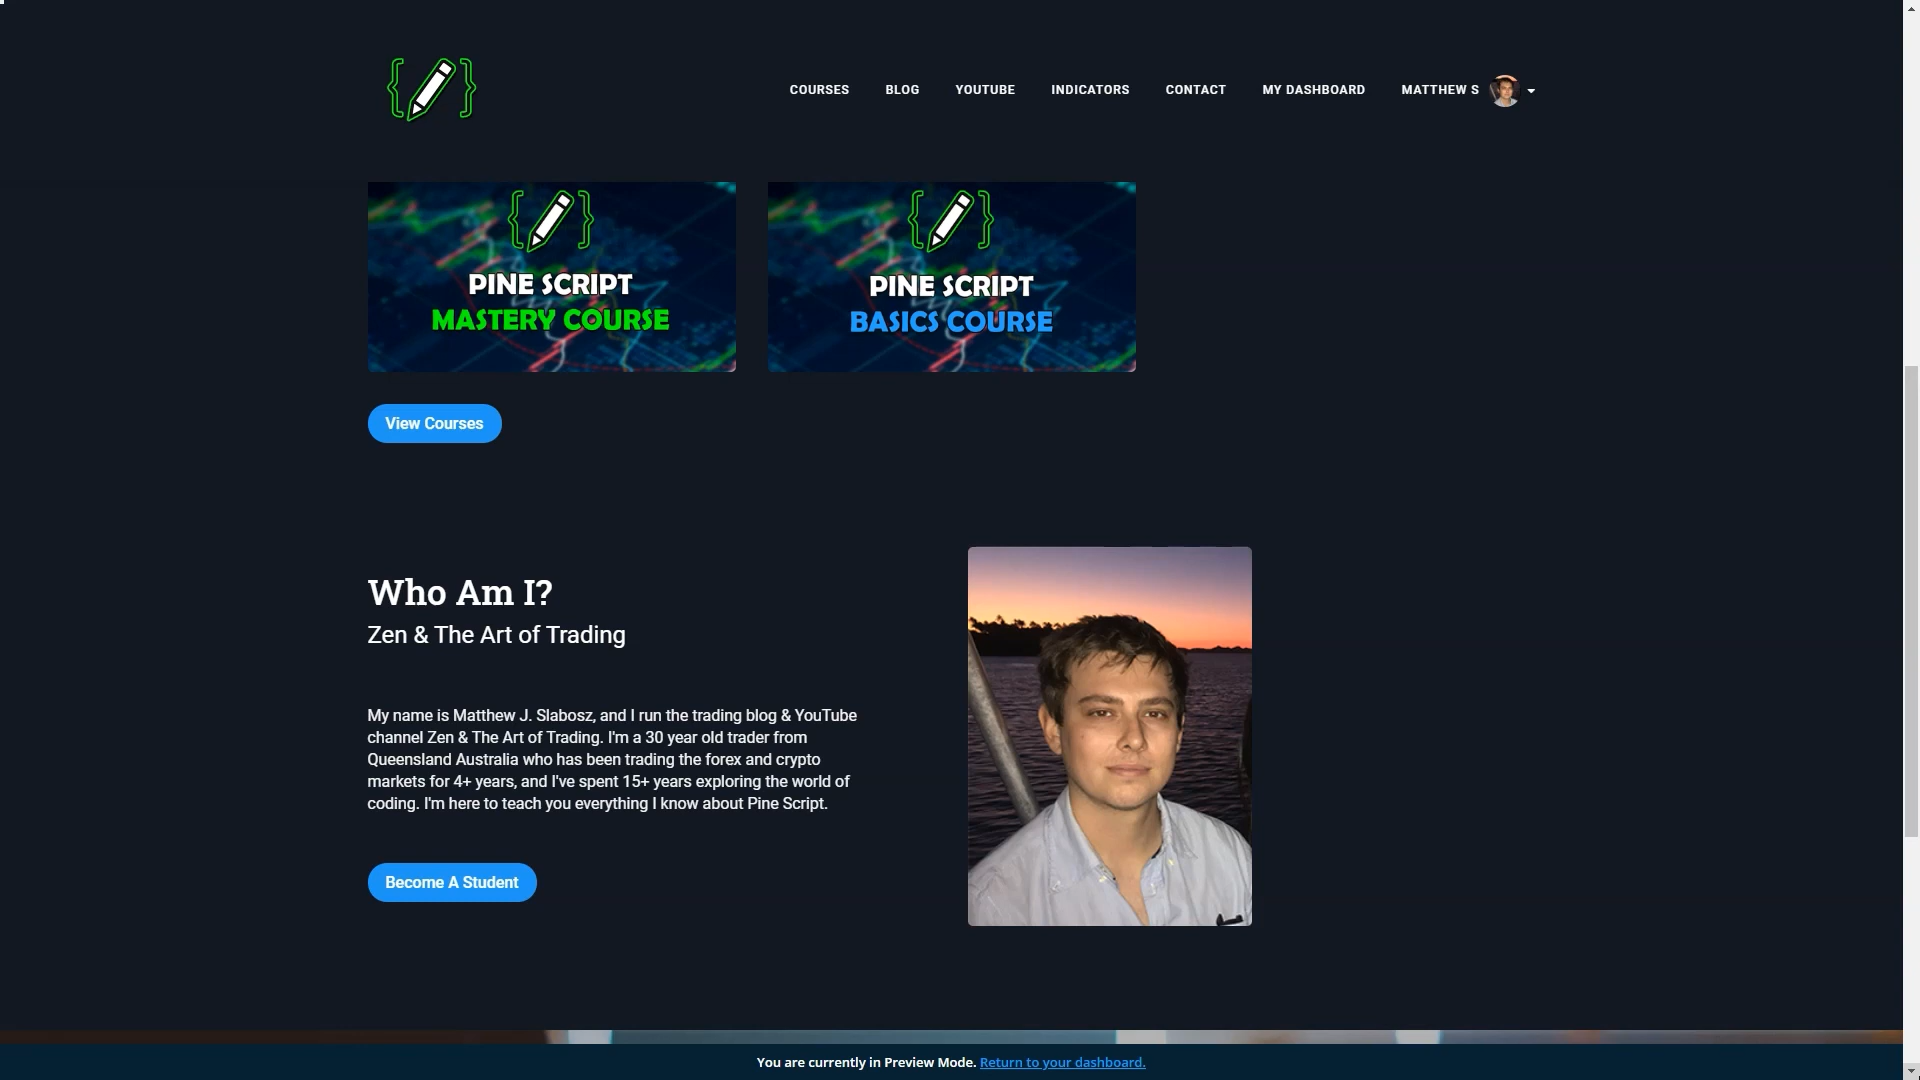 COURSES BLOG YOUTUBE INDICATORS CONTACT MY DASHBOARD MATTHEW S
PINE SCRIPT
MASTERY COURSE
PINE SCRIPT
BASICS COURSE
View Courses
Who Am I?
Zen & The Art of Trading
My name is Matthew J. Slabosz, and I run the trading blog & YouTube
channel Zen & The Art of Trading. I'm a 30 year old trader from
Queensland Australia who has been trading the forex and crypto
markets for 4+ years, and I've spent 15+ years exploring the world of
coding. I'm here to teach you everything I know about Pine Script.
Become A Student
You are currently in Preview Mode. Return to your dashboard.